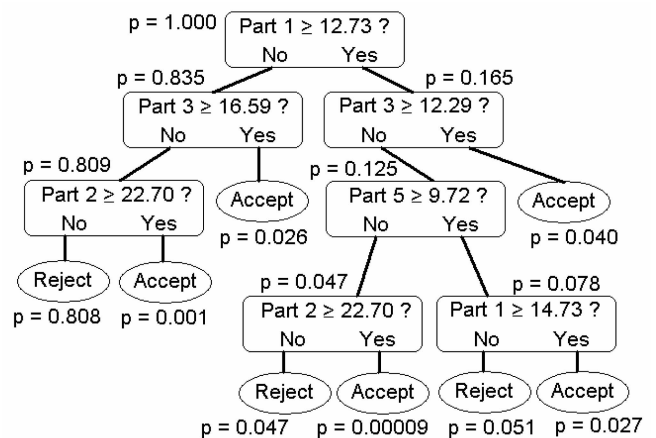 p = 1.000
Part 1 ≥ 12.73 ?
No Yes
p = 0.835
p = 0.165
Part 3 ≥ 16.59 ?
No Yes
Part 3 ≥ 12.29 ?
No Yes
p = 0.809
p = 0.125
Part 2 ≥ 22.70 ?
No Yes
Accept
p = 0.026
Part 5 ≥ 9.72 ?
No Yes
Accept
p = 0.040
Reject
p = 0.808
Accept
p = 0.001
p = 0.047
p = 0.078
Part 2 ≥ 22.70 ?
No Yes
Part 1 ≥ 14.73 ?
No Yes
Reject
p = 0.047
Accept
p = 0.00009
Reject
p = 0.051
Accept
p = 0.027